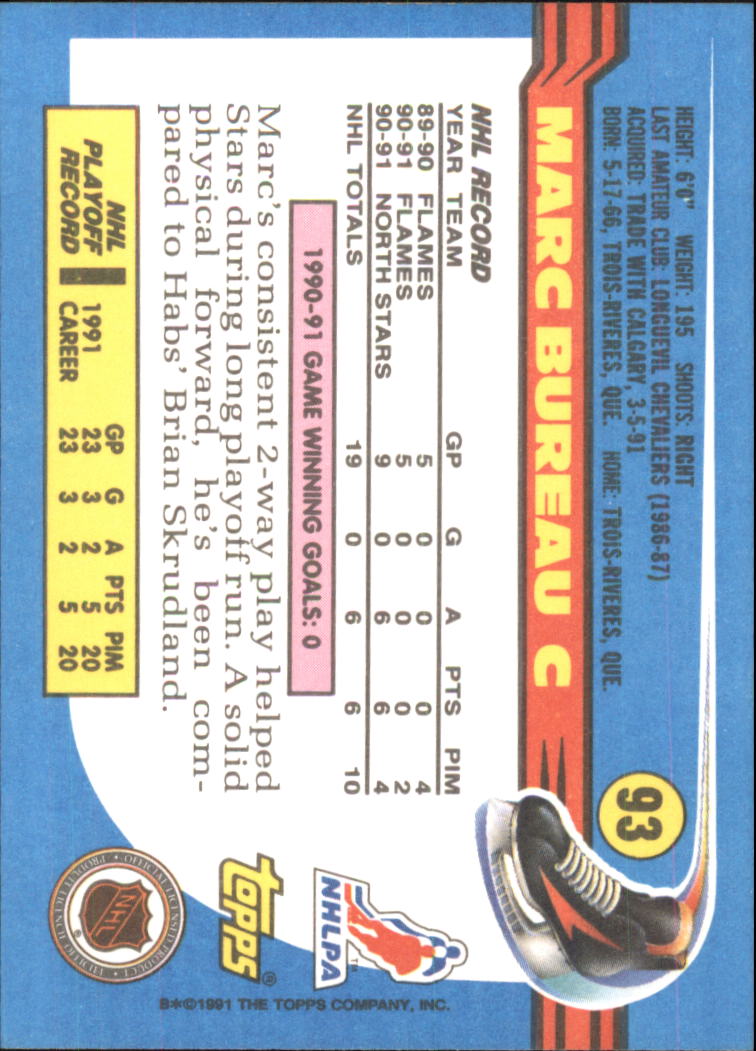 93
HEIGHT: 6'0" WEIGHT: 195 SHOOTS: RIGHT
LAST AMATEUR CLUB: LONGUEVIL CHEVALIERS (1986-87)
ACQUIRED: TRADE WITH CALGARY, 3-5-91
BORN: 5-17-66, TROIS-RIVERES, QUE. HOME: TROIS-RIVERES, QUE.
MARC BUREAU C
NHL RECORD
YEAR TEAM GP G A PTS PIM
89-90 FLAMES 5 0 0 0 4
90-91 FLAMES 5 0 0 0 2
90-91 NORTH STARS 9 0 6 6 4
NHL TOTALS 19 0 6 6 10
1990-91 GAME WINNING GOALS: 0
Marc's consistent 2-way play helped
Stars during long playoff run. A solid
physical forward, he's been com-
pared to Habs' Brian Skrudland.
NHL PLAYOFF RECORD
GP G A PTS PIM
1991 23 3 2 5 20
CAREER 23 3 2 5 20
NHLPA™
TOPPS®
NHL
®
B*©1991 THE TOPPS COMPANY, INC.